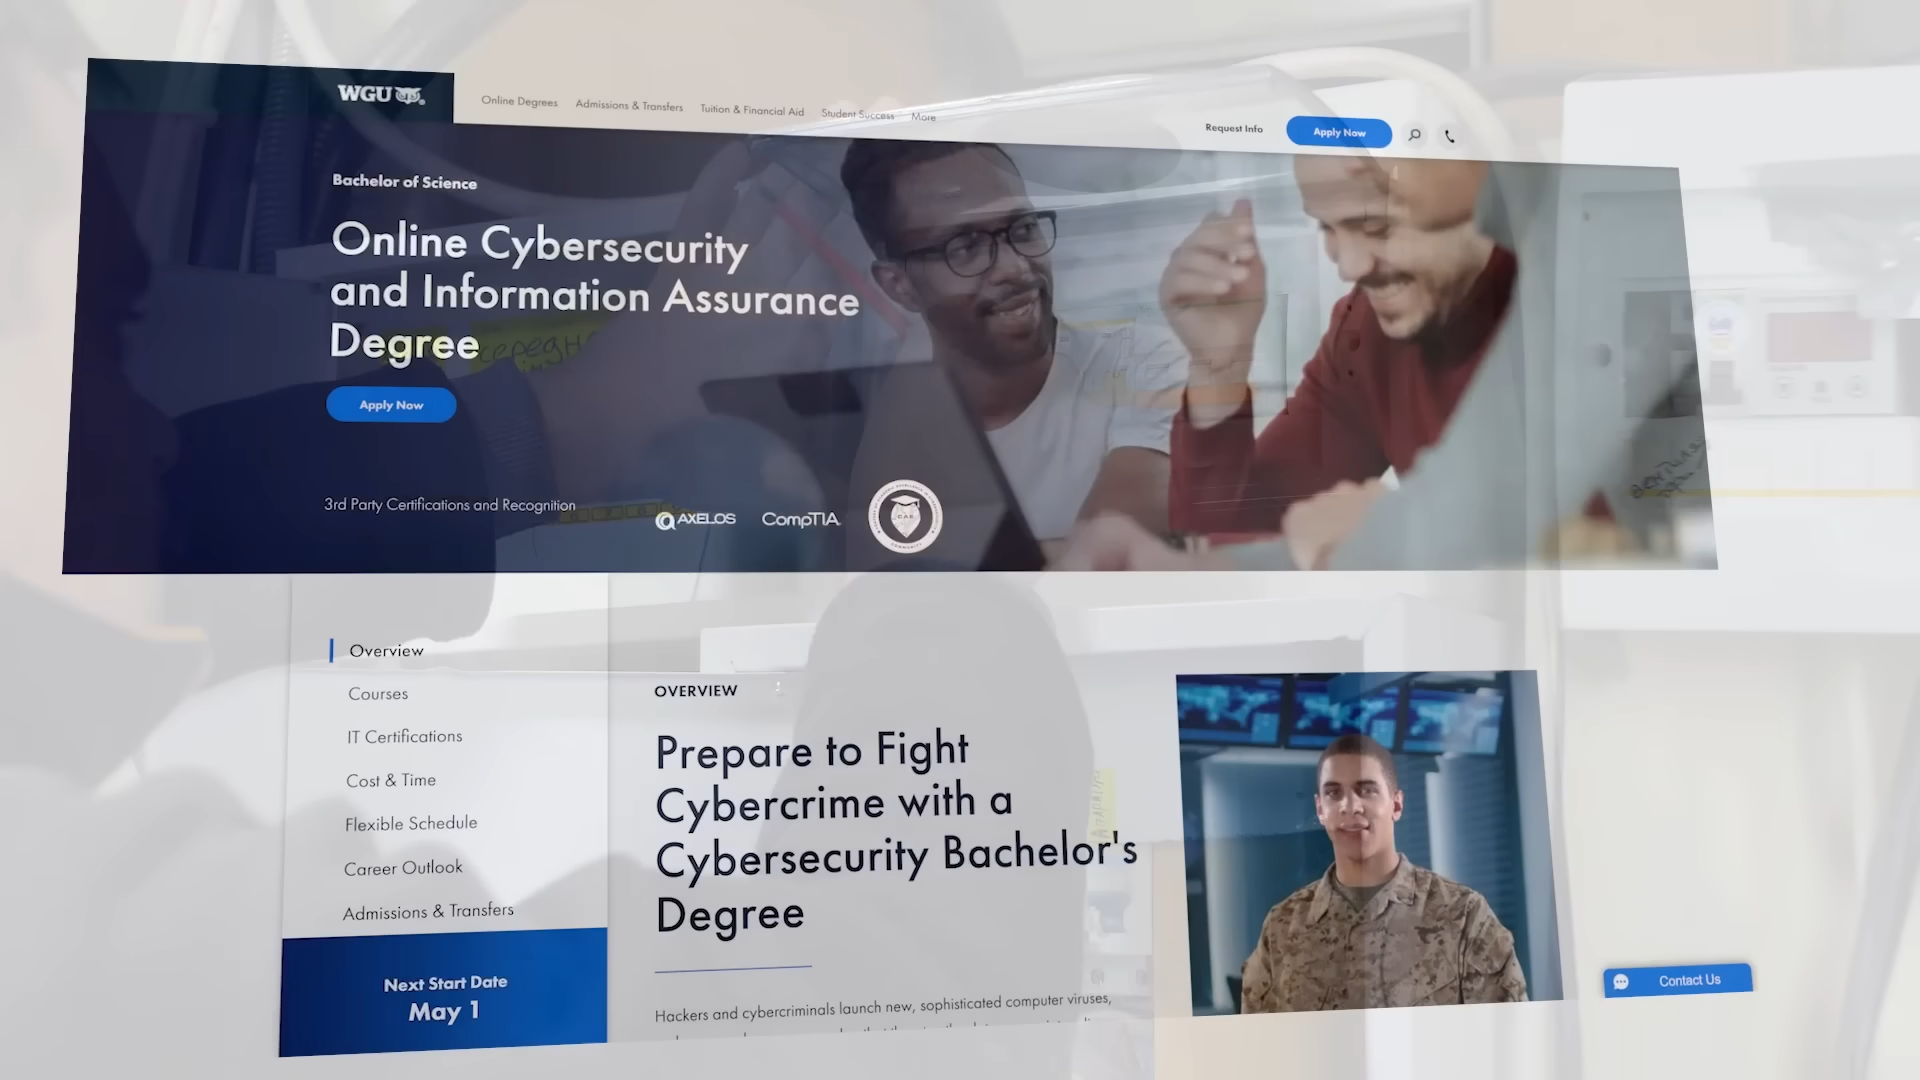 WGU
Online Degrees
Admissions & Transfers
Tuition & Financial Aid
Student Success
More
Request Info
Apply Now
Bachelor of Science
Online Cybersecurity
and Information Assurance
Degree
Apply Now
3rd Party Certifications and Recognition
AXELOS
CompTIA
CAE
COMMUNITY
Overview
Courses
IT Certifications
Cost & Time
Flexible Schedule
Career Outlook
Admissions & Transfers
Next Start Date
May 1
OVERVIEW
Prepare to Fight
Cybercrime with a
Cybersecurity Bachelor's
Degree
Hackers and cybercriminals launch new, sophisticated computer viruses,
Contact Us